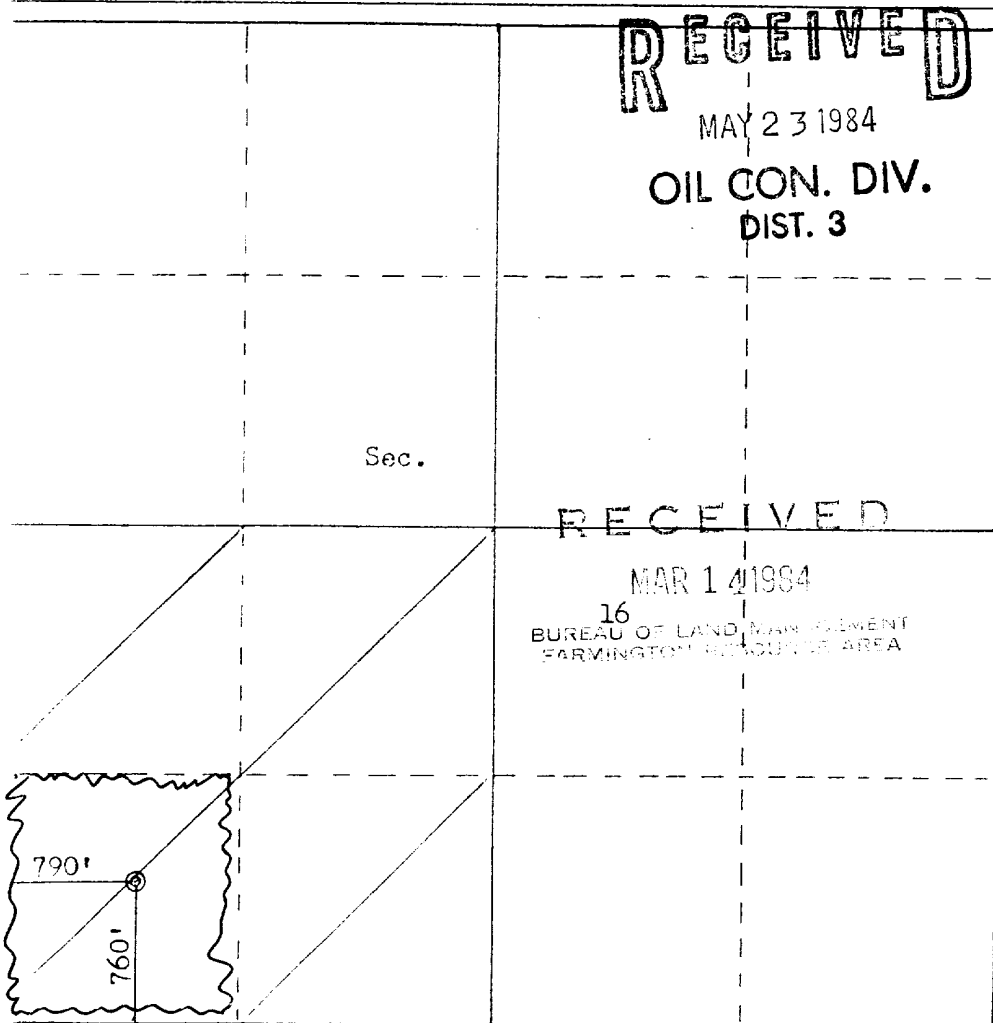 RECEIVED
MAY 23 1984
OIL CON. DIV.
DIST. 3
Sec.
RECEIVED
MAR 14 1984
16
BUREAU OF LAND MANAGEMENT
FARMINGTON RESOURCE AREA
790'
760'